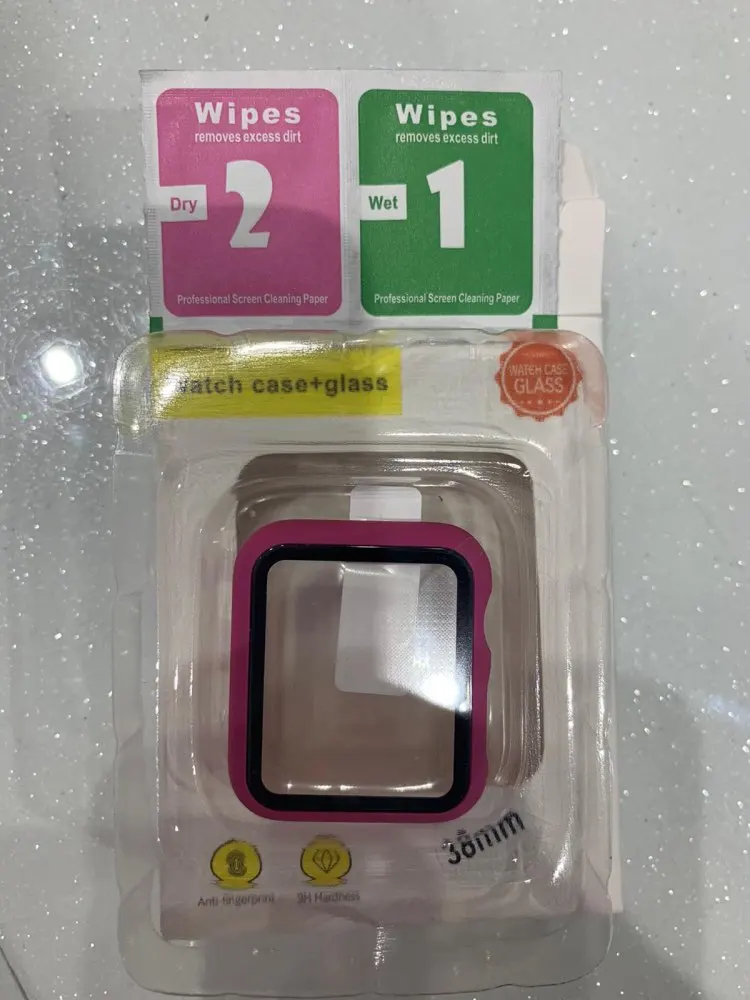 Wipes
removes excess dirt
Dry
2
Professional Screen Cleaning Paper
Wipes
removes excess dirt
Wet
1
Professional Screen Cleaning Paper
Watch case+glass
WATCH CASE
GLASS
38mm
Anti-fingerprint
9H Hardness